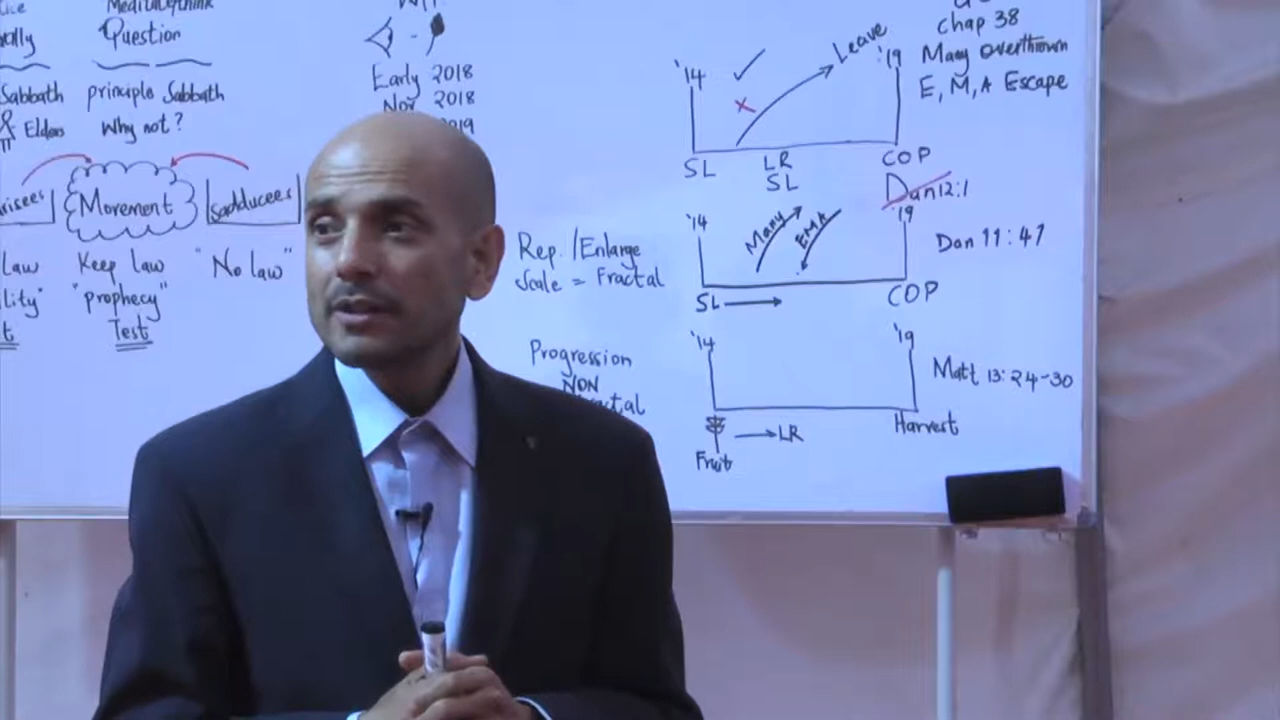 Meditate/think
Question
Sabbath
principle Sabbath
& Elders
Why not?
Movement
Sadducees
Law
Keep law
"No law"
"prophecy"
Test
Early 2018
Nov 2018
Rep. /Enlarge
Scale = Fractal
Progression
NON
'14
✓
x
Leave
'19
SL
LR
SL
COP
chap 38
Many overthrown
E, M, A Escape
Dan 12:1
'14
Many
EMA
'19
SL
COP
Dan 11:41
'14
'19
Matt 13:24-30
LR
Harvest
Fruit